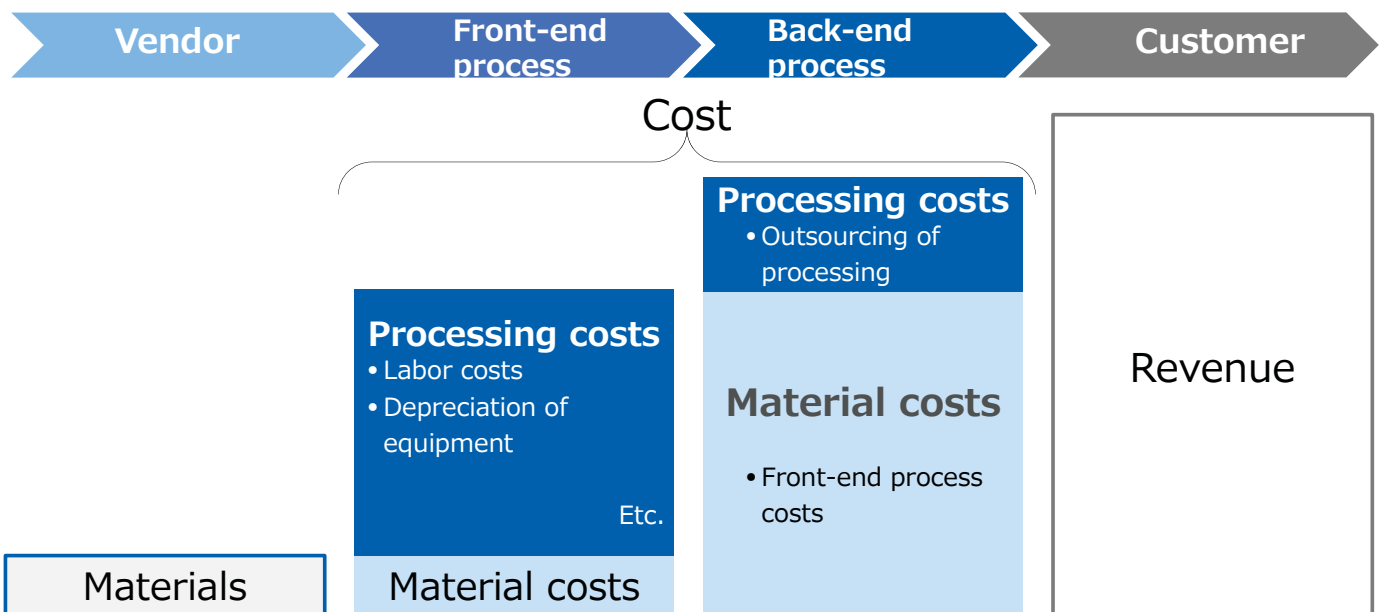 Vendor
Front-end
process
Back-end
process
Customer
Cost
Processing costs
• Labor costs
• Depreciation of
equipment
Etc.
Processing costs
• Outsourcing of
processing
Material costs
• Front-end process
costs
Revenue
Materials
Material costs